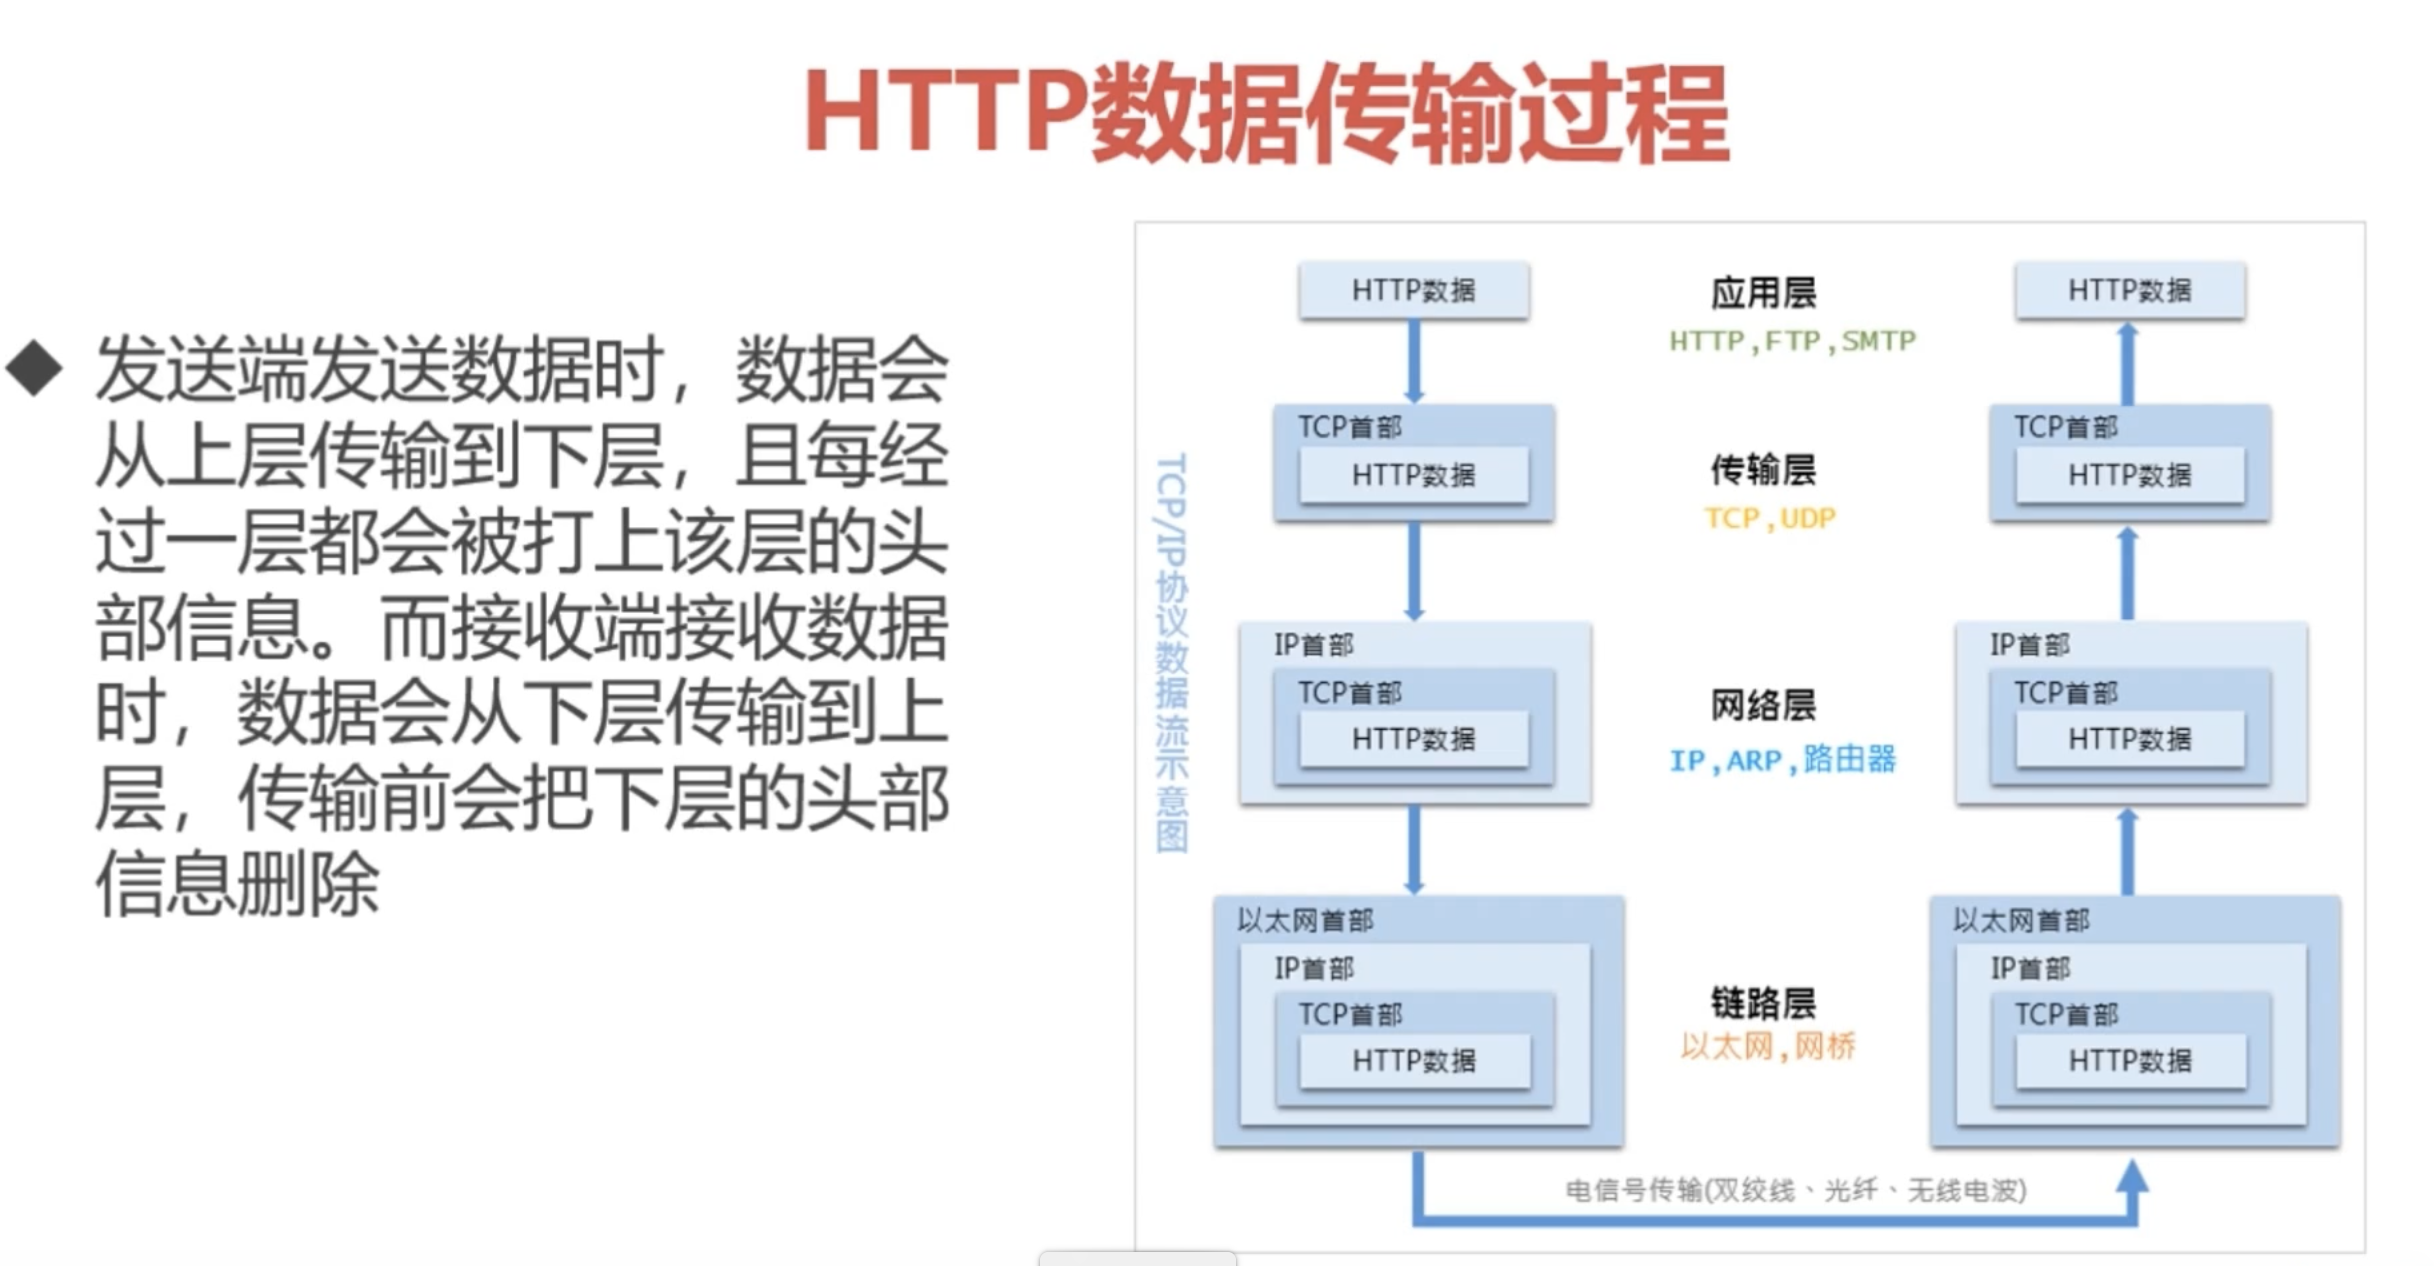 HTTP数据传输过程
发送端发送数据时，数据会
从上层传输到下层，且每经
过一层都会被打上该层的头
部信息。而接收端接收数据
时，数据会从下层传输到上
层，传输前会把下层的头部
信息删除
TCP/IP协议数据流示意图
HTTP数据
TCP首部
HTTP数据
IP首部
TCP首部
HTTP数据
以太网首部
IP首部
TCP首部
HTTP数据
应用层
HTTP,FTP,SMTP
传输层
TCP,UDP
网络层
IP,ARP,路由器
链路层
以太网,网桥
HTTP数据
TCP首部
HTTP数据
IP首部
TCP首部
HTTP数据
以太网首部
IP首部
TCP首部
HTTP数据
电信号传输(双绞线、光纤、无线电波)